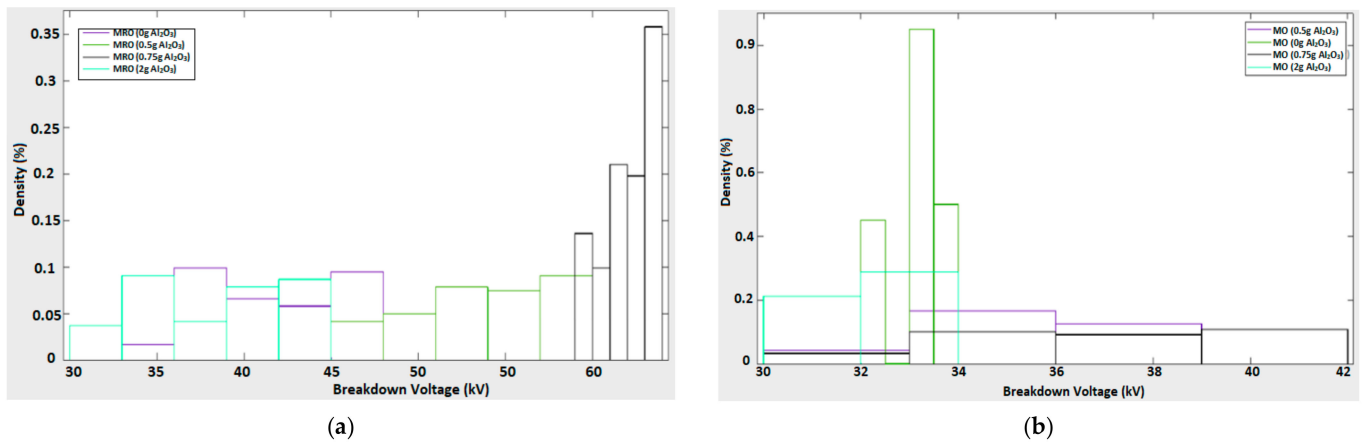 MRO (0g Al₂O₃)
MRO (0.5g Al₂O₃)
MRO (0.75g Al₂O₃)
MRO (2g Al₂O₃)
Density (%)
0.35
0.3
0.25
0.2
0.15
0.1
0.05
0
30 35 40 45 50 50 60
Breakdown Voltage (kV)
(a)
MO (0.5g Al₂O₃)
MO (0g Al₂O₃)
MO (0.75g Al₂O₃)
MO (2g Al₂O₃)
Density (%)
0.9
0.8
0.6
0.4
0.2
0
30 32 34 36 38 40 42
Breakdown Voltage (kV)
(b)